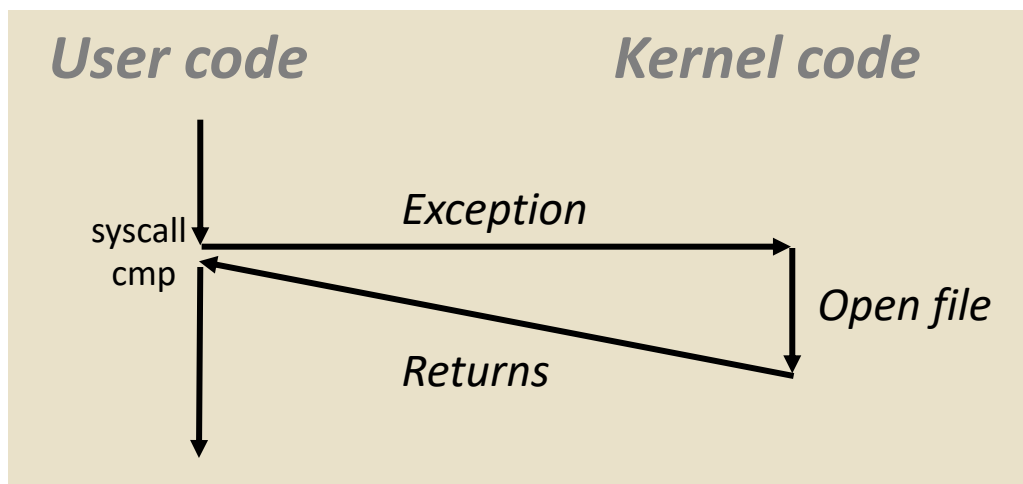 User code
Kernel code
Exception
syscall
cmp
Open file
Returns